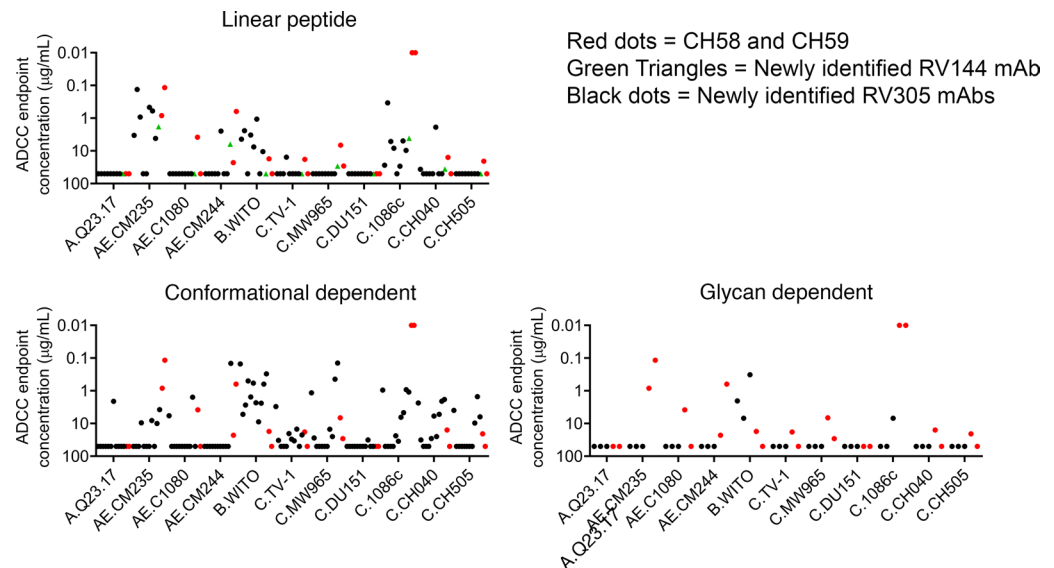 Linear peptide
ADCC endpoint
concentration (µg/mL)
0.01
0.1
1
10
100
A.Q23.17
AE.CM235
AE.C1080
AE.CM244
B.WITO
C.TV-1
C.MW965
C.DU151
C.1086c
C.CH040
C.CH505
Red dots = CH58 and CH59
Green Triangles = Newly identified RV144 mAb
Black dots = Newly identified RV305 mAbs
Conformational dependent
ADCC endpoint
concentration (µg/mL)
0.01
0.1
1
10
100
A.Q23.17
AE.CM235
AE.C1080
AE.CM244
B.WITO
C.TV-1
C.MW965
C.DU151
C.1086c
C.CH040
C.CH505
Glycan dependent
ADCC endpoint
concentration (µg/mL)
0.01
0.1
1
10
100
A.Q23.17
AE.CM235
A.Q23.17
AE.C1080
AE.CM244
B.WITO
C.TV-1
C.MW965
C.DU151
C.1086c
C.CH040
C.CH505